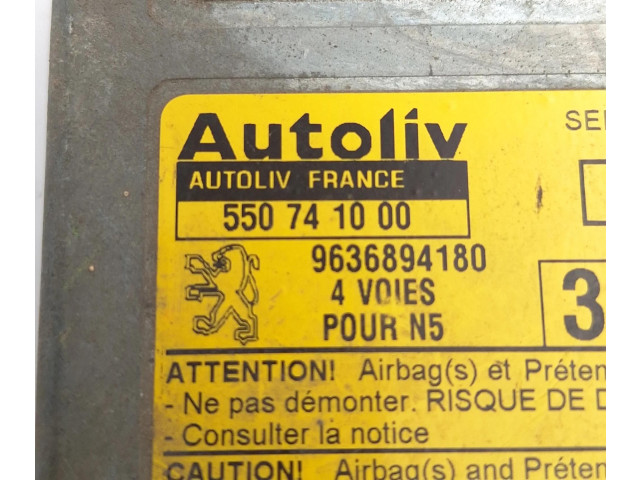 Autoliv
AUTOLIV FRANCE
550 74 10 00
9636894180
4 VOIES
POUR N5
3
ATTENTION! Airbag(s) et
- Ne pas démonter. RISQUE DE
- Consulter la notice
CAUTION! Airbag(s) and